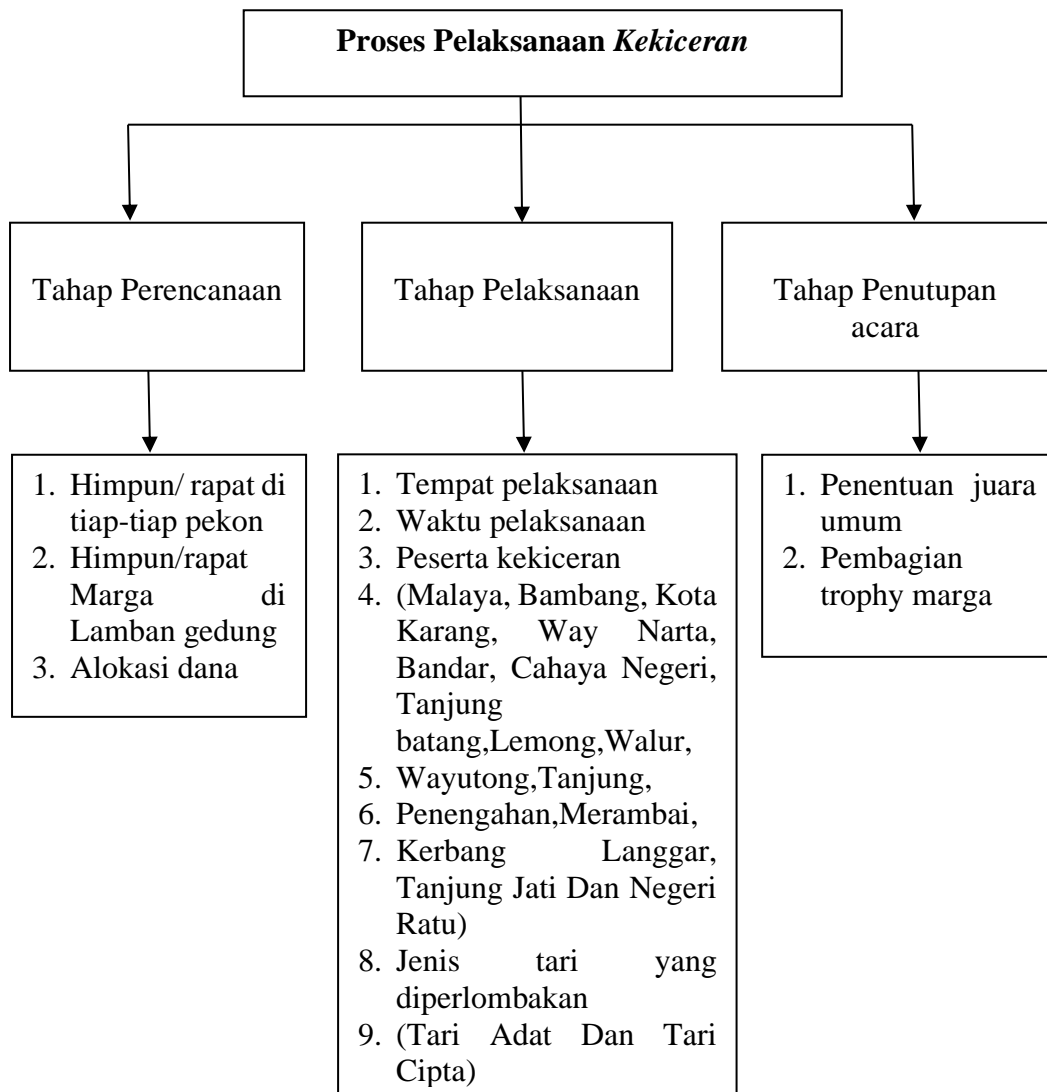 Proses Pelaksanaan Kekiceran
Tahap Perencanaan
Tahap Pelaksanaan
Tahap Penutupan
acara
1. Himpun/ rapat di
tiap-tiap pekon
2. Himpun/rapat
Marga di
Lamban gedung
3. Alokasi dana
1. Tempat pelaksanaan
2. Waktu pelaksanaan
3. Peserta kekiceran
4. (Malaya, Bambang, Kota
Karang, Way Narta,
Bandar, Cahaya Negeri,
Tanjung
batang,Lemong,Walur,
5. Wayutong,Tanjung,
6. Penengahan,Merambai,
7. Kerbang Langgar,
Tanjung Jati Dan Negeri
Ratu)
8. Jenis tari yang
diperlombakan
9. (Tari Adat Dan Tari
Cipta)
1. Penentuan juara
umum
2. Pembagian
trophy marga